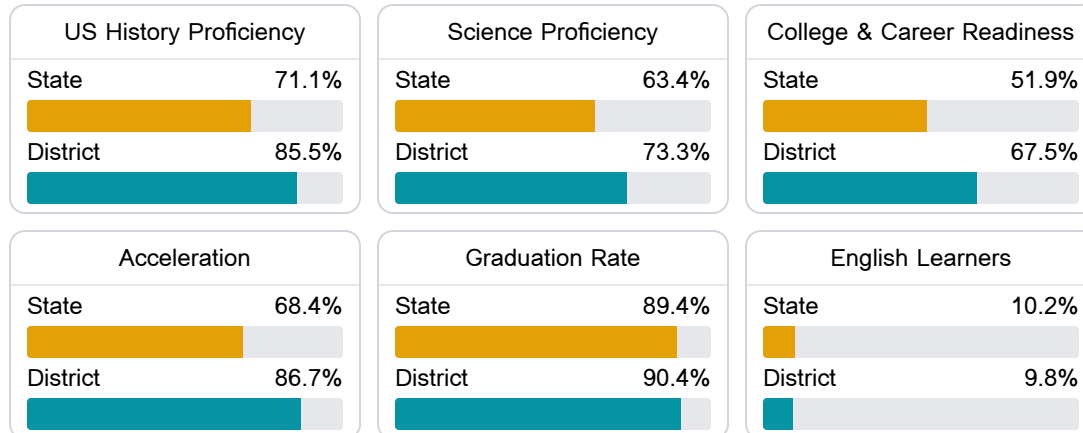 US History Proficiency
State 71.1%
District 85.5%
Science Proficiency
State 63.4%
District 73.3%
College & Career Readiness
State 51.9%
District 67.5%
Acceleration
State 68.4%
District 86.7%
Graduation Rate
State 89.4%
District 90.4%
English Learners
State 10.2%
District 9.8%